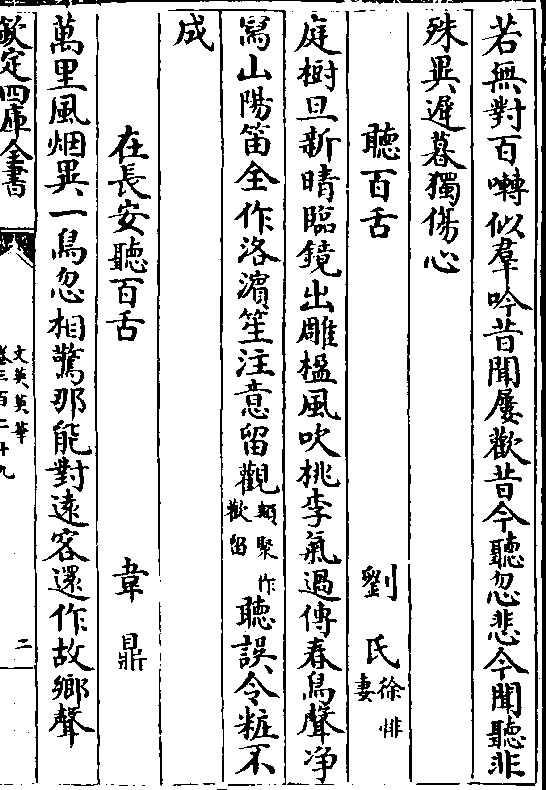 若無對百囀似羣吟昔聞屡歡昔今聽忽悲今聞聽非
殊異遲暮獨傷心
聽百舌 劉氏徐悱妻
庭樹旦新晴臨鏡出雕楹風吹桃李氣過傳春鳥聲净
寫山陽笛全作洛濱笙注意留觀類聚作歡留聽誤令粧不
成
在長安聽百舌 韋鼎
萬里風烟異一鳥忽相驚那能對遠客還作故鄉聲
欽定四庫全書 文苑英華 卷三百二十九 二